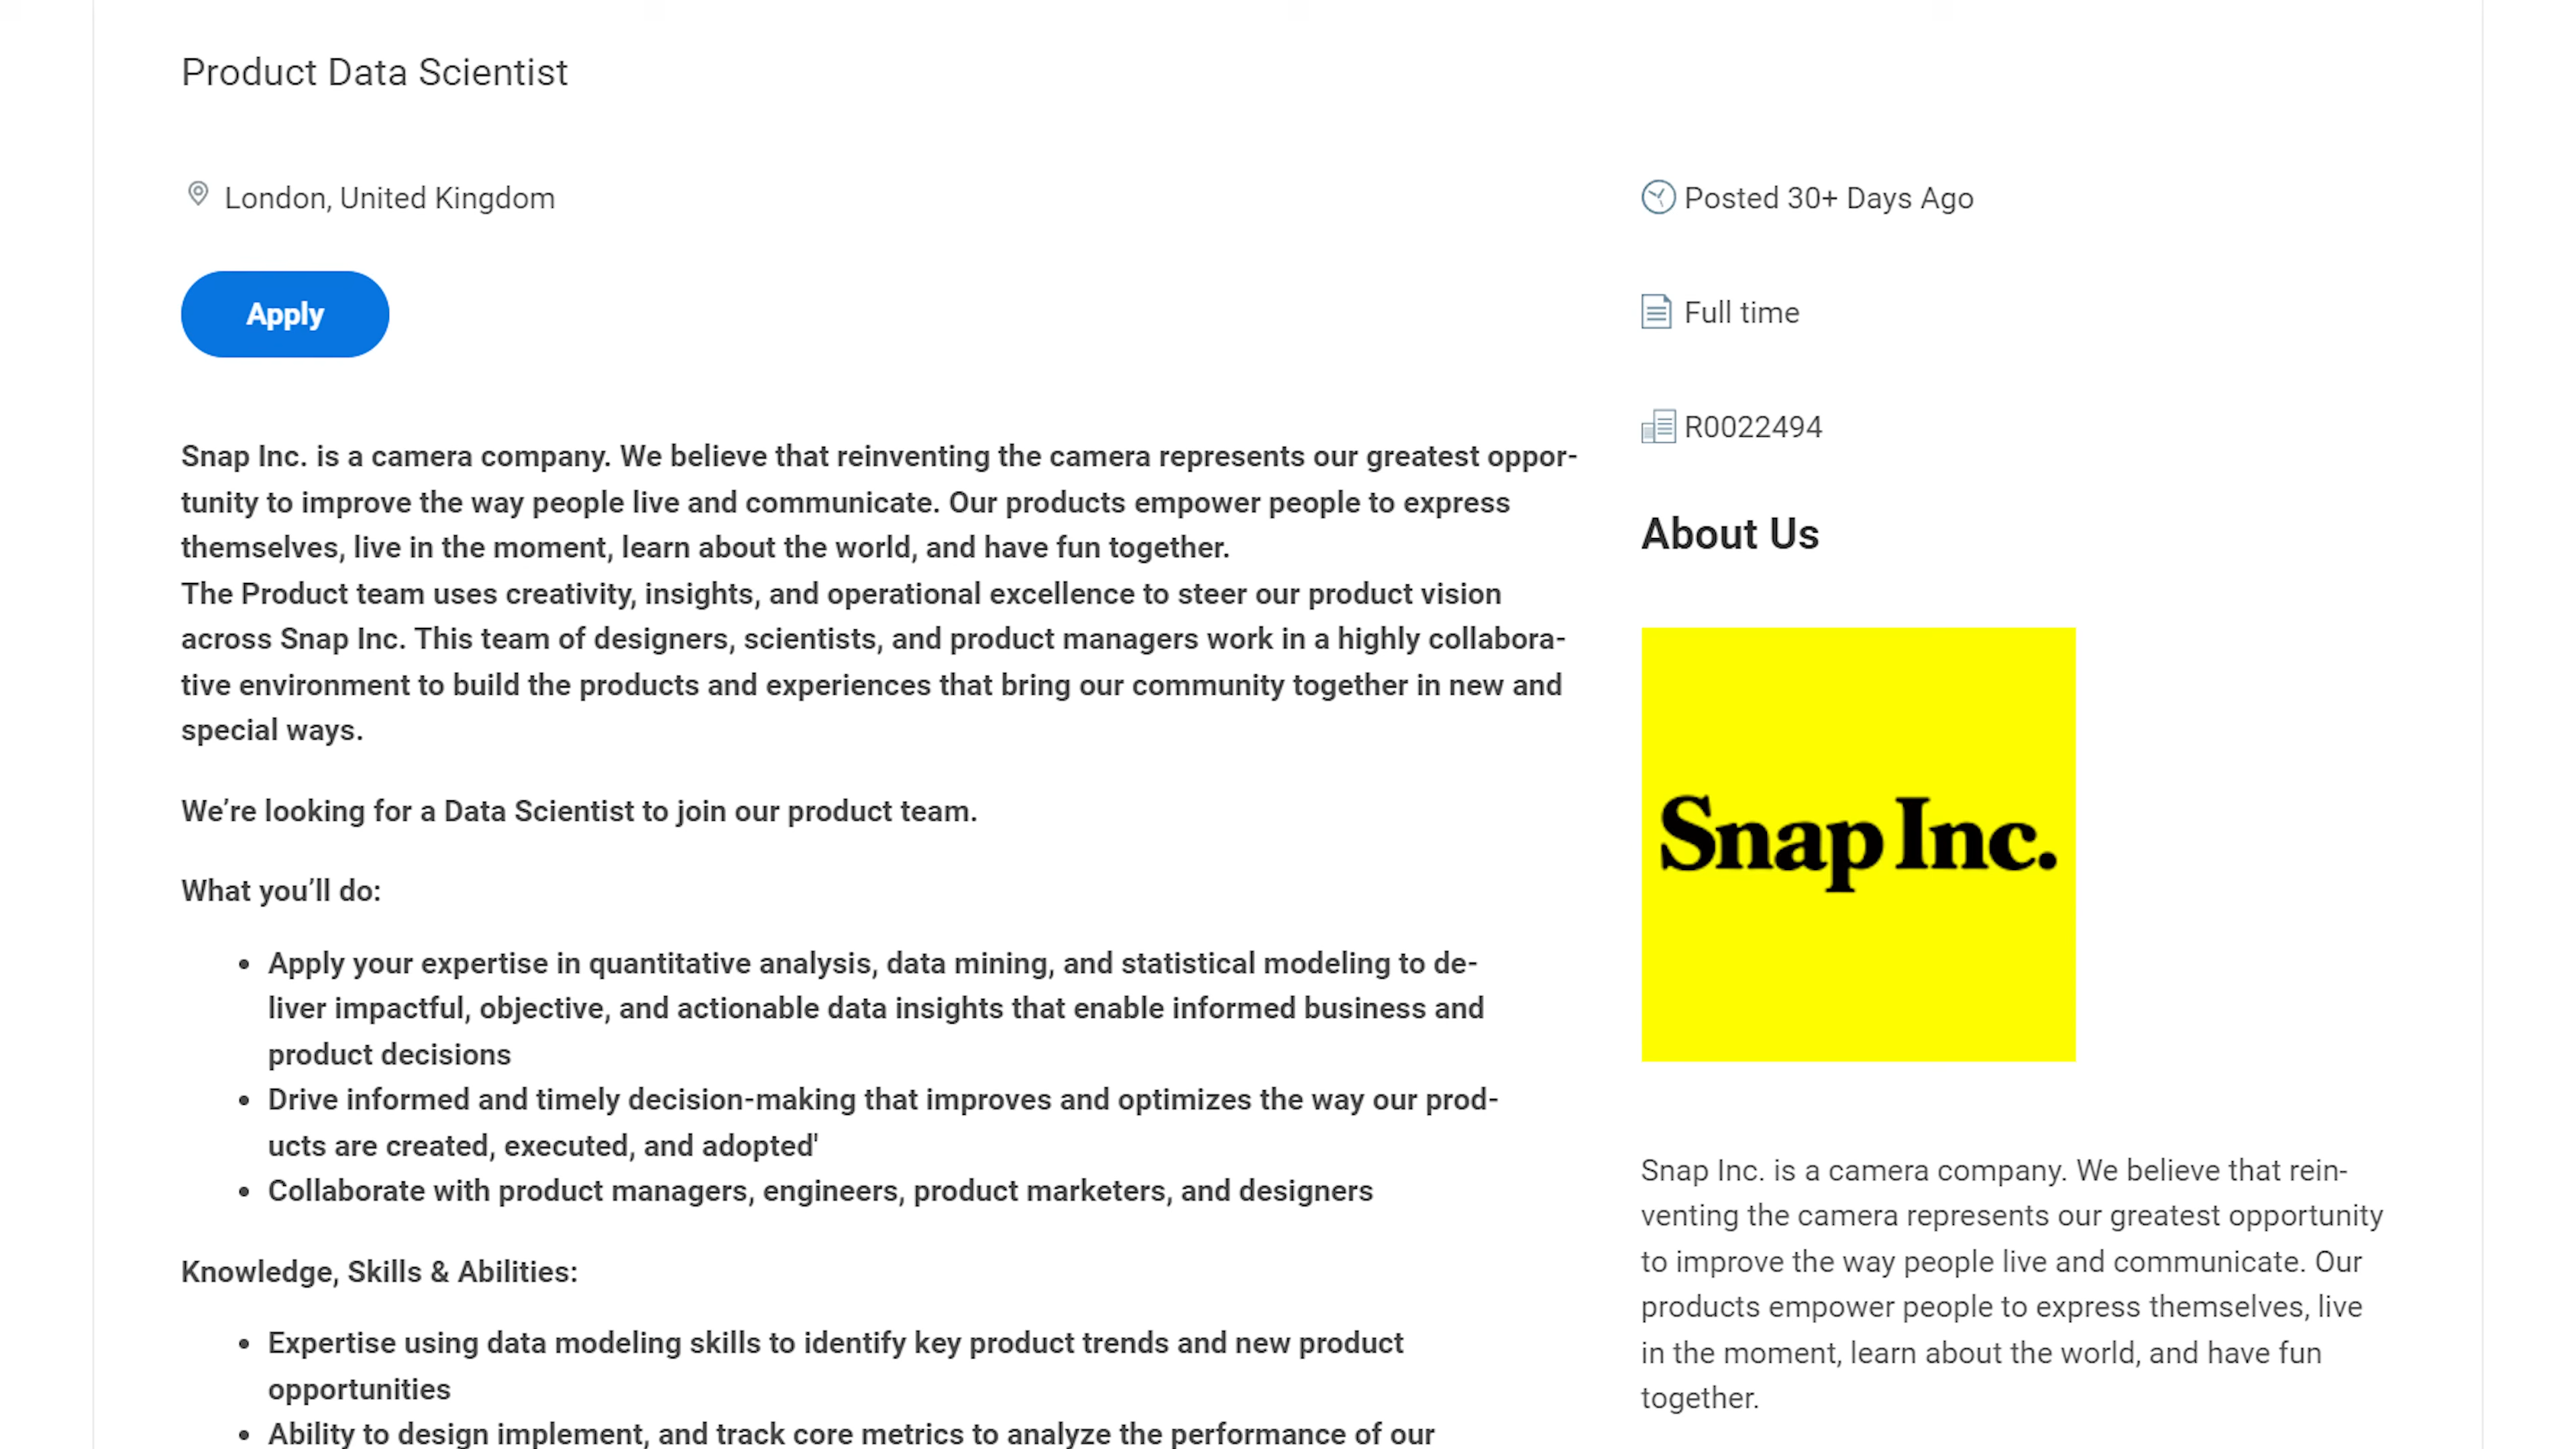 Product Data Scientist
London, United Kingdom
Apply
Snap Inc. is a camera company. We believe that reinventing the camera represents our greatest oppor-
tunity to improve the way people live and communicate. Our products empower people to express
themselves, live in the moment, learn about the world, and have fun together.
The Product team uses creativity, insights, and operational excellence to steer our product vision
across Snap Inc. This team of designers, scientists, and product managers work in a highly collabora-
tive environment to build the products and experiences that bring our community together in new and
special ways.
We’re looking for a Data Scientist to join our product team.
What you’ll do:
• Apply your expertise in quantitative analysis, data mining, and statistical modeling to de-
liver impactful, objective, and actionable data insights that enable informed business and
product decisions
• Drive informed and timely decision-making that improves and optimizes the way our prod-
ucts are created, executed, and adopted'
• Collaborate with product managers, engineers, product marketers, and designers
Knowledge, Skills & Abilities:
• Expertise using data modeling skills to identify key product trends and new product
opportunities
• Ability to design implement, and track core metrics to analyze the performance of our
Posted 30+ Days Ago
Full time
R0022494
About Us
Snap Inc.
Snap Inc. is a camera company. We believe that rein-
venting the camera represents our greatest opportunity
to improve the way people live and communicate. Our
products empower people to express themselves, live
in the moment, learn about the world, and have fun
together.